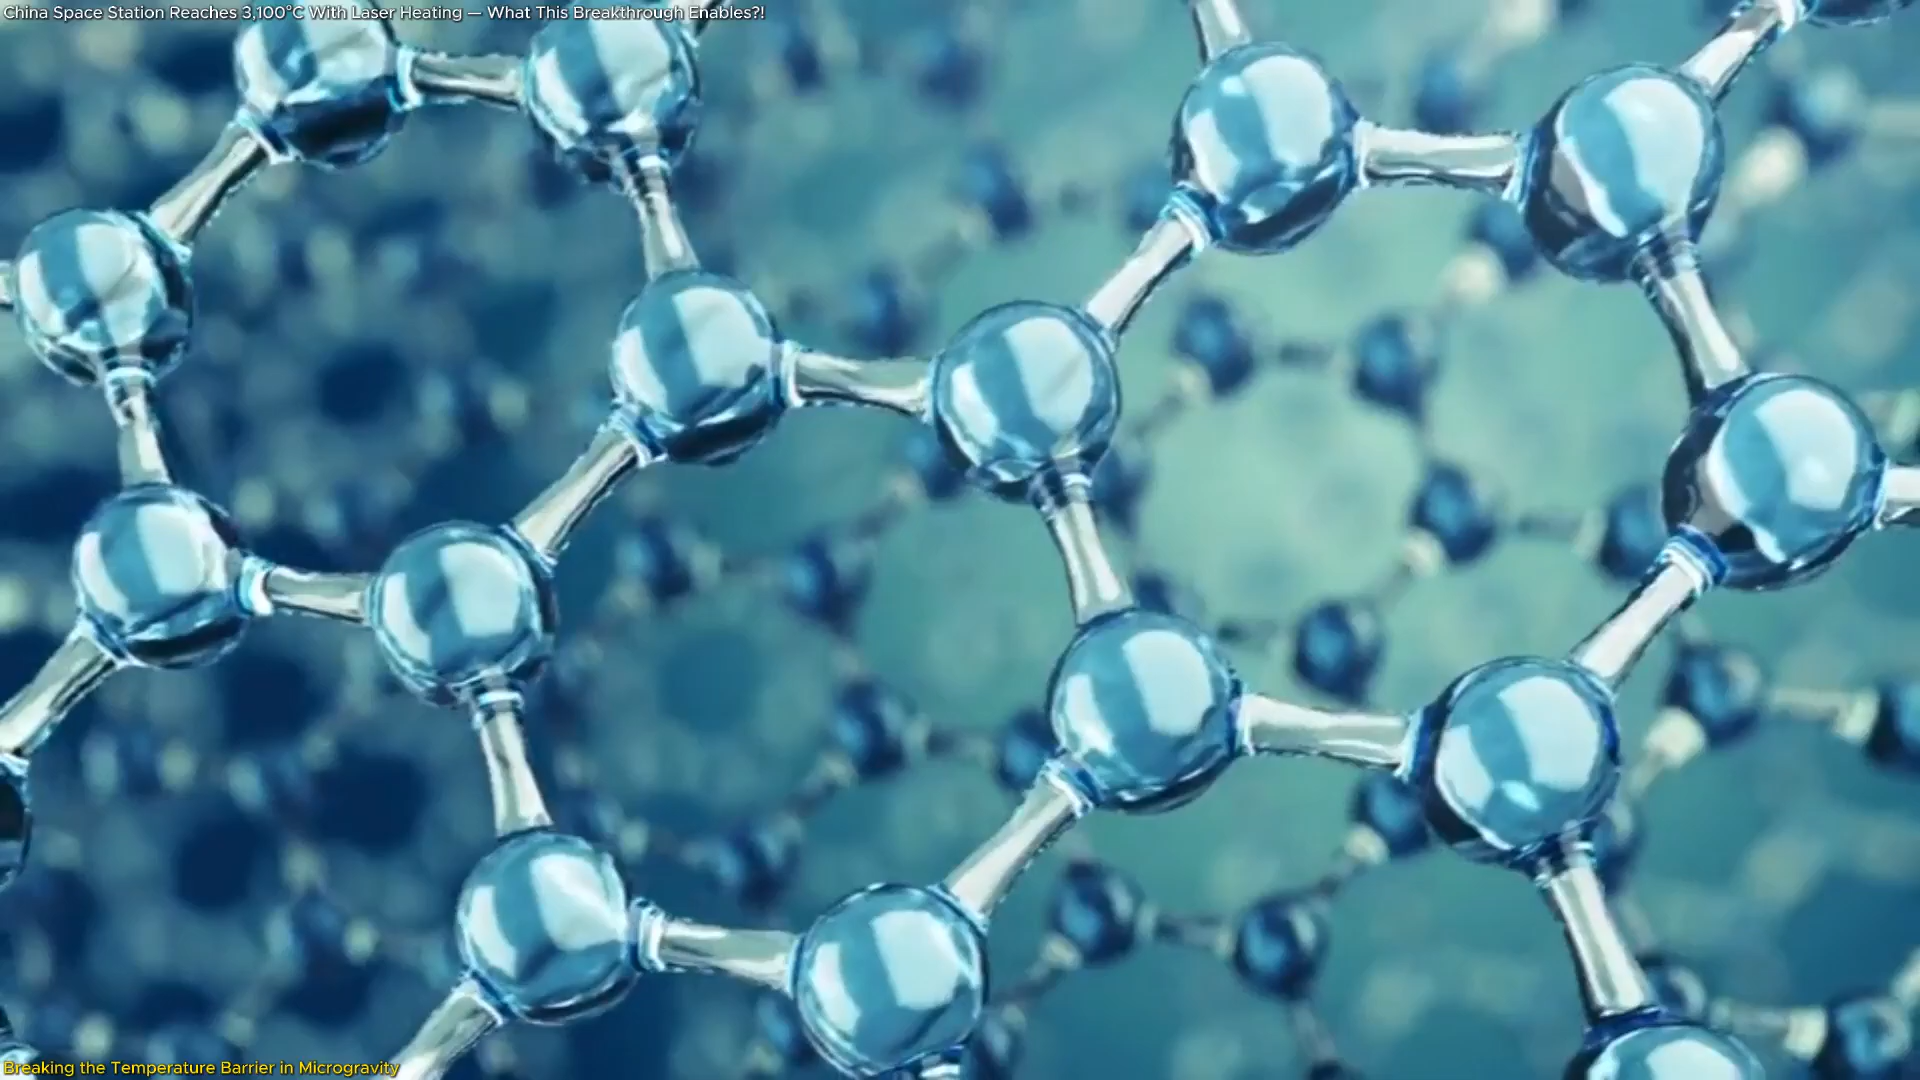 China Space Station Reaches 3,100°C With Laser Heating — What This Breakthrough Enables?!
Breaking the Temperature Barrier in Microgravity